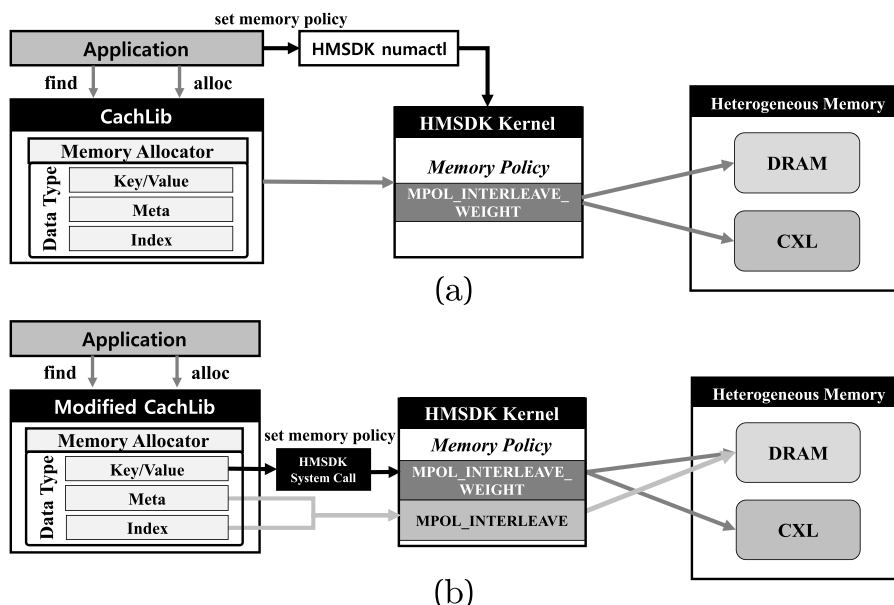 set memory policy
Application
HMSDK numactl
find
alloc
CachLib
Memory Allocator
Data Type
Key/Value
Meta
Index
HMSDK Kernel
Memory Policy
MPOL_INTERLEAVE_
WEIGHT
Heterogeneous Memory
DRAM
CXL
(a)
Application
find
alloc
Modified CachLib
Memory Allocator
Data Type
Key/Value
Meta
Index
set memory policy
HMSDK
System Call
HMSDK Kernel
Memory Policy
MPOL_INTERLEAVE_
WEIGHT
MPOL_INTERLEAVE
Heterogeneous Memory
DRAM
CXL
(b)